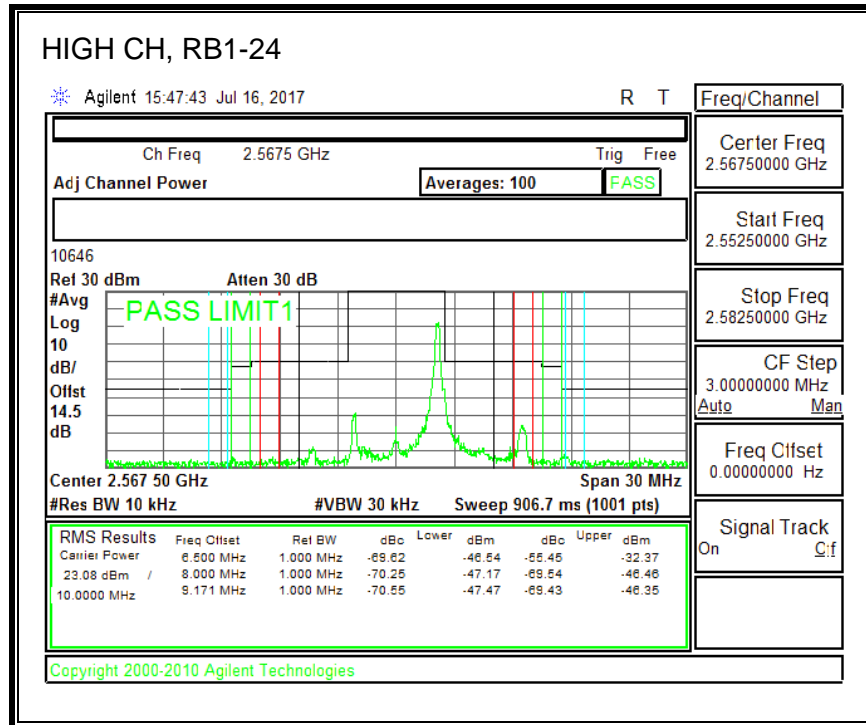 HIGH CH, RB1-24
Agilent 15:47:43 Jul 16, 2017 R T
Freq/Channel
Ch Freq 2.5675 GHz Trig Free
Adj Channel Power Averages: 100 PASS
Center Freq
2.56750000 GHz
Start Freq
2.55250000 GHz
Stop Freq
2.58250000 GHz
CF Step
3.00000000 MHz
Auto Man
Freq Offset
0.00000000 Hz
Signal Track
On Off
10646
Ref 30 dBm Atten 30 dB
#Avg
Log
10
dB/
Offst
14.5
dB
PASS LIMIT1
Center 2.567 50 GHz Span 30 MHz
#Res BW 10 kHz #VBW 30 kHz Sweep 906.7 ms (1001 pts)
RMS Results Freq Offset Ref BW dBc Lower dBm dBc Upper dBm
Carrier Power 6.500 MHz 1.000 MHz -69.62 -46.54 -55.45 -32.37
23.08 dBm / 8.000 MHz 1.000 MHz -70.25 -47.17 -69.54 -46.46
10.0000 MHz 9.171 MHz 1.000 MHz -70.55 -47.47 -69.43 -46.35
Copyright 2000-2010 Agilent Technologies